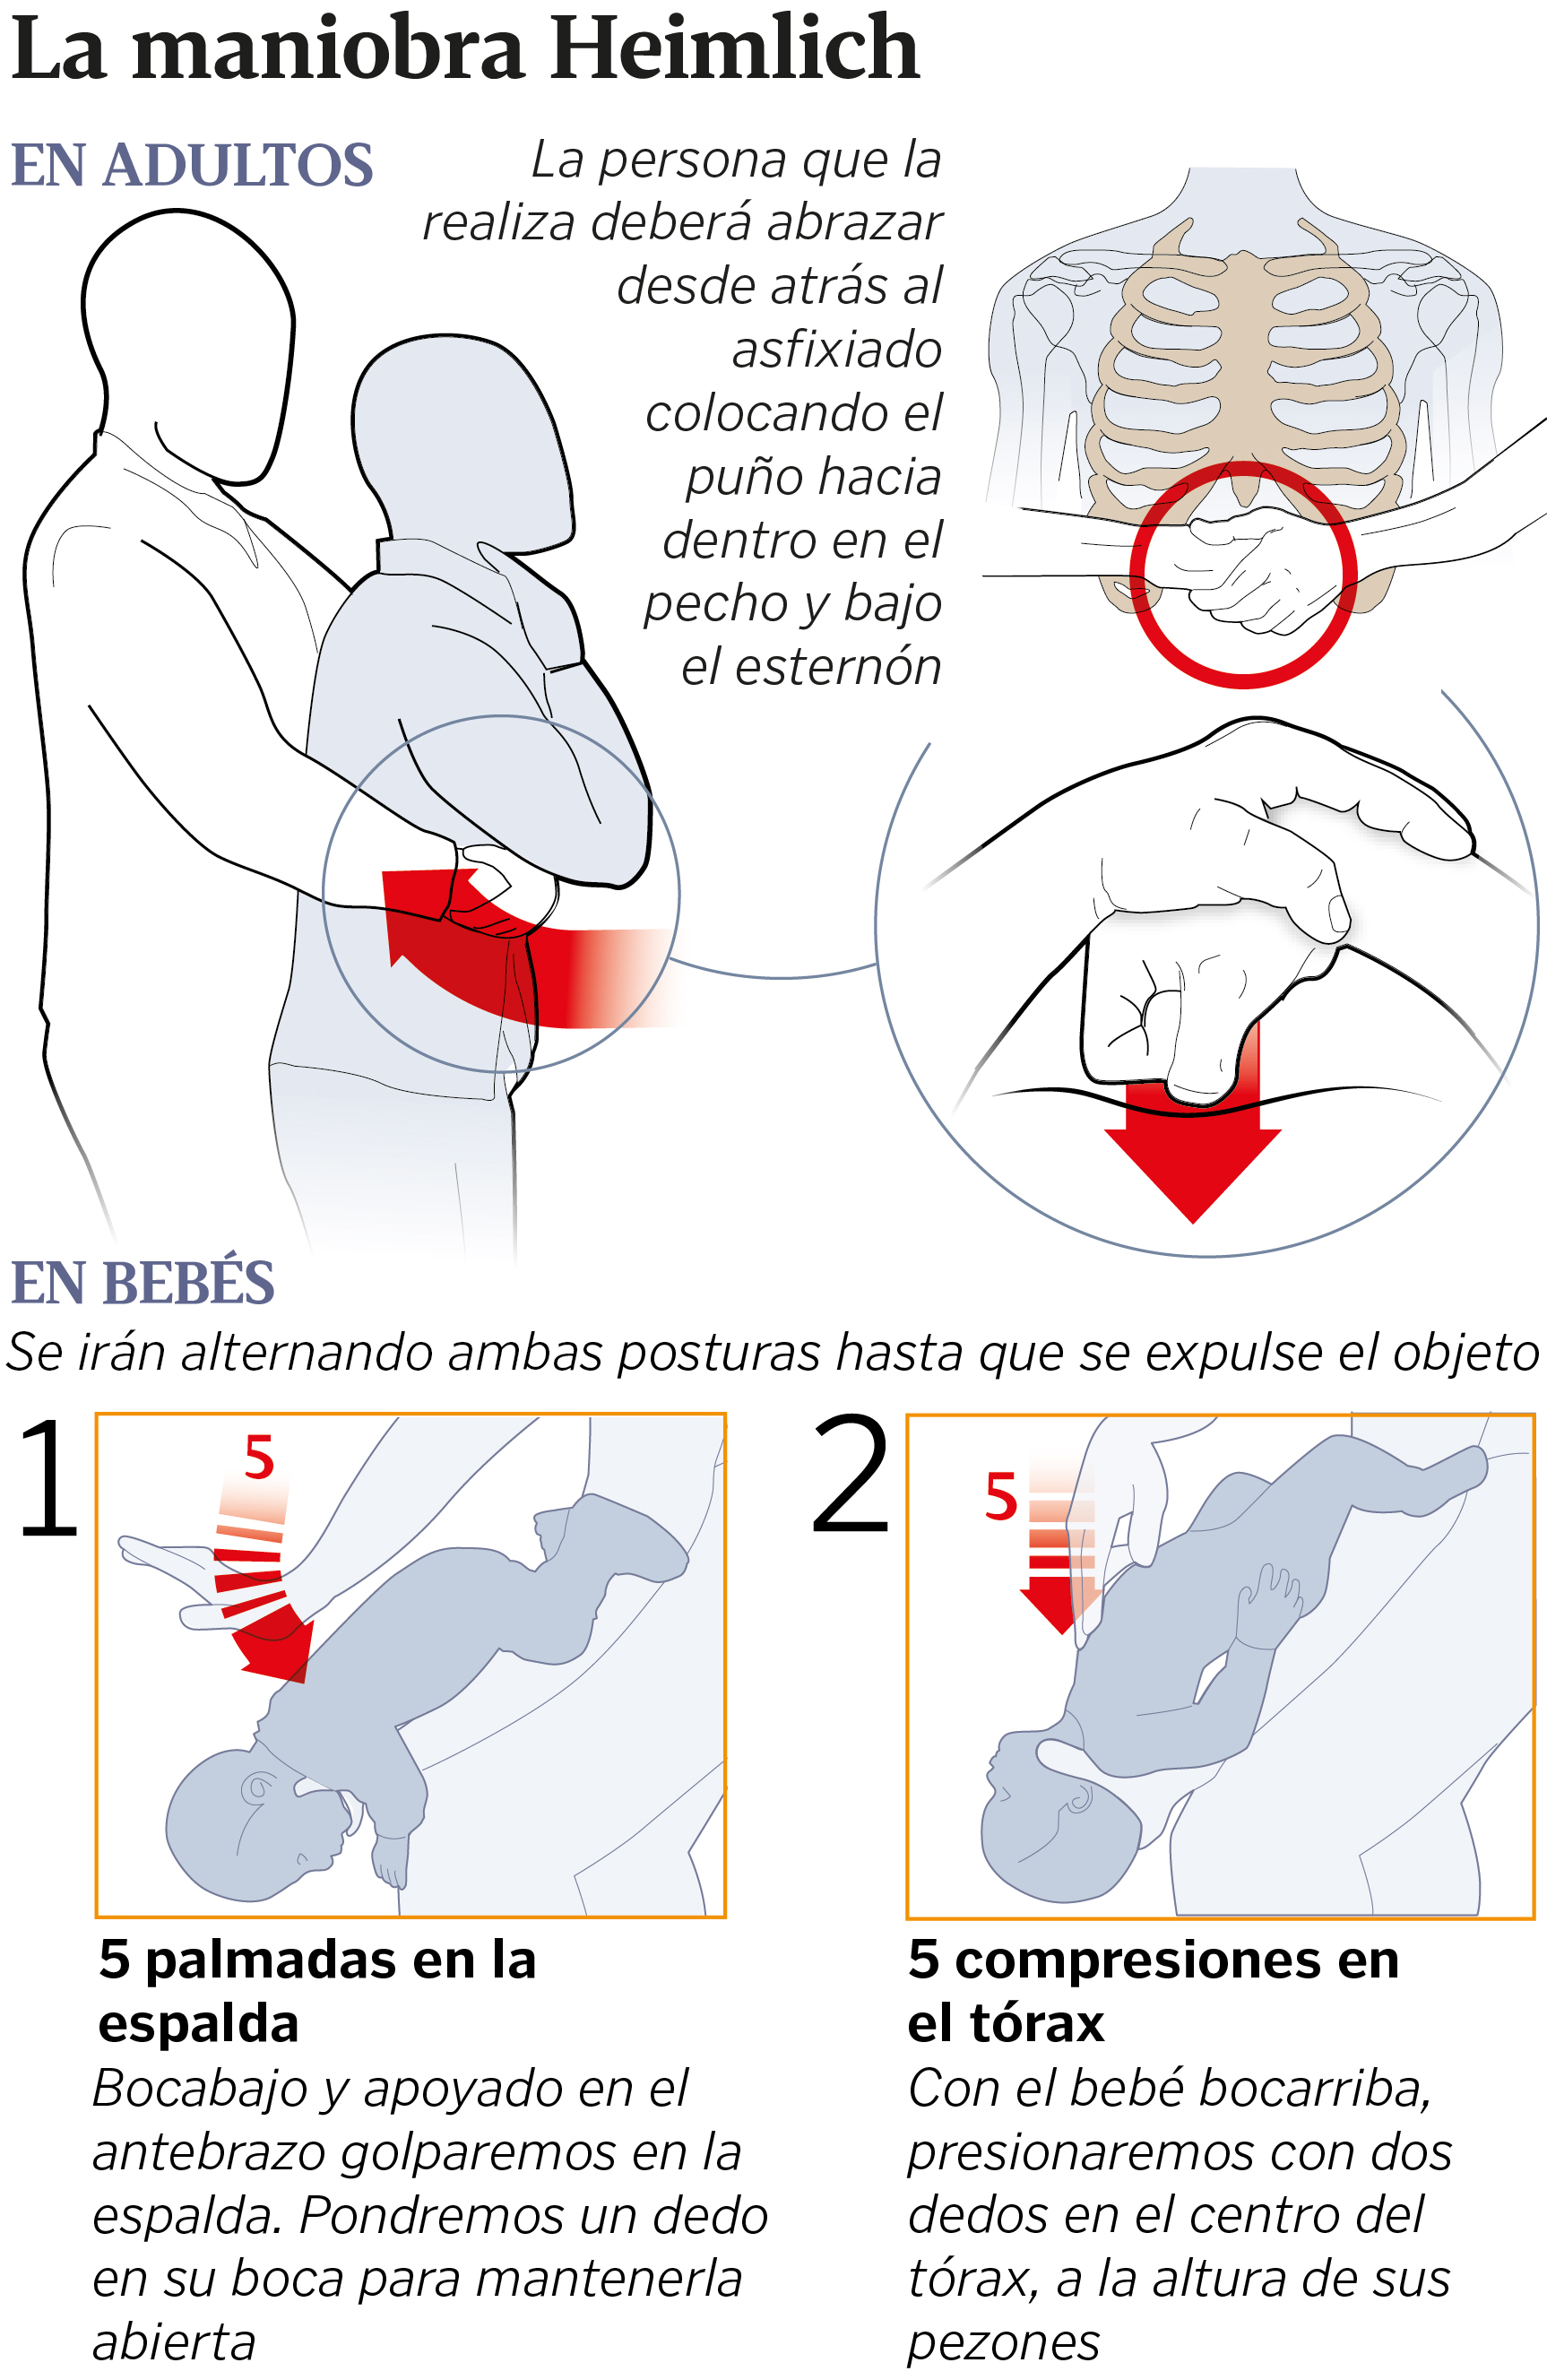 La maniobra Heimlich
EN ADULTOS
La persona que la
realiza deberá abrazar
desde atrás al
asfixiado
colocando el
puño hacia
dentro en el
pecho y bajo
el esternón
EN BEBÉS
Se irán alternando ambas posturas hasta que se expulse el objeto
1
5
5 palmadas en la
espalda
Bocabajo y apoyado en el
antebrazo golparemos en la
espalda. Pondremos un dedo
en su boca para mantenerla
abierta
2
5
5 compresiones en
el tórax
Con el bebé bocarriba,
presionaremos con dos
dedos en el centro del
tórax, a la altura de sus
pezones